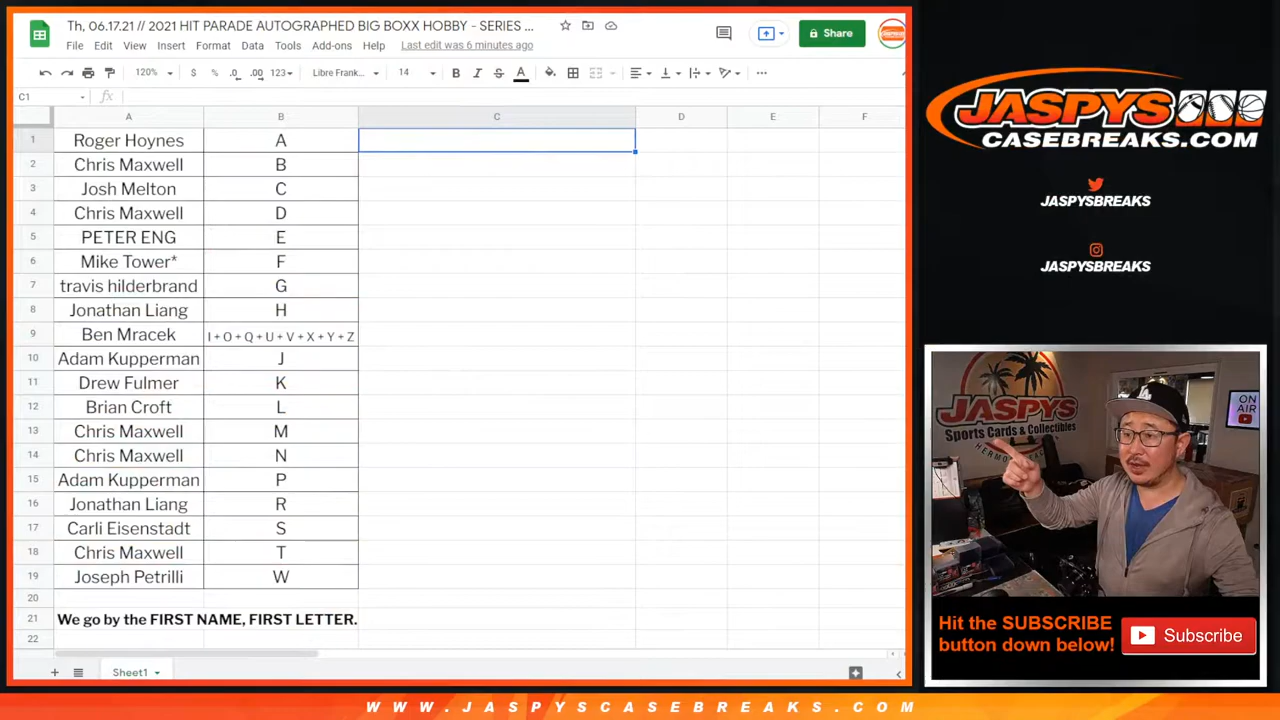 Th, 06.17.21 // 2021 HIT PARADE AUTOGRAPHED BIG BOXX HOBBY - SERIES ...
File Edit View Insert Format Data Tools Add-ons Help Last edit was 6 minutes ago
Share
120% $ % .0 .00 123 Libre Frank... 14 B I S A
C1 fx
A B C D E F
1 Roger Hoynes A
2 Chris Maxwell B
3 Josh Melton C
4 Chris Maxwell D
5 PETER ENG E
6 Mike Tower* F
7 travis hilderbrand G
8 Jonathan Liang H
9 Ben Mracek I + O + Q + U + V + X + Y + Z
10 Adam Kupperman J
11 Drew Fulmer K
12 Brian Croft L
13 Chris Maxwell M
14 Chris Maxwell N
15 Adam Kupperman P
16 Jonathan Liang R
17 Carli Eisenstadt S
18 Chris Maxwell T
19 Joseph Petrilli W
20
21 We go by the FIRST NAME, FIRST LETTER.
22
Sheet1
JASPYS
CASEBREAKS.COM
JASPYSBREAKS
JASPYSBREAKS
JASPYS
Sports Cards & Collectibles
HERMOSA BEACH
LA
ON
AIR
Hit the SUBSCRIBE
button down below!
Subscribe
WWW.JASPYSCASEBREAKS.COM